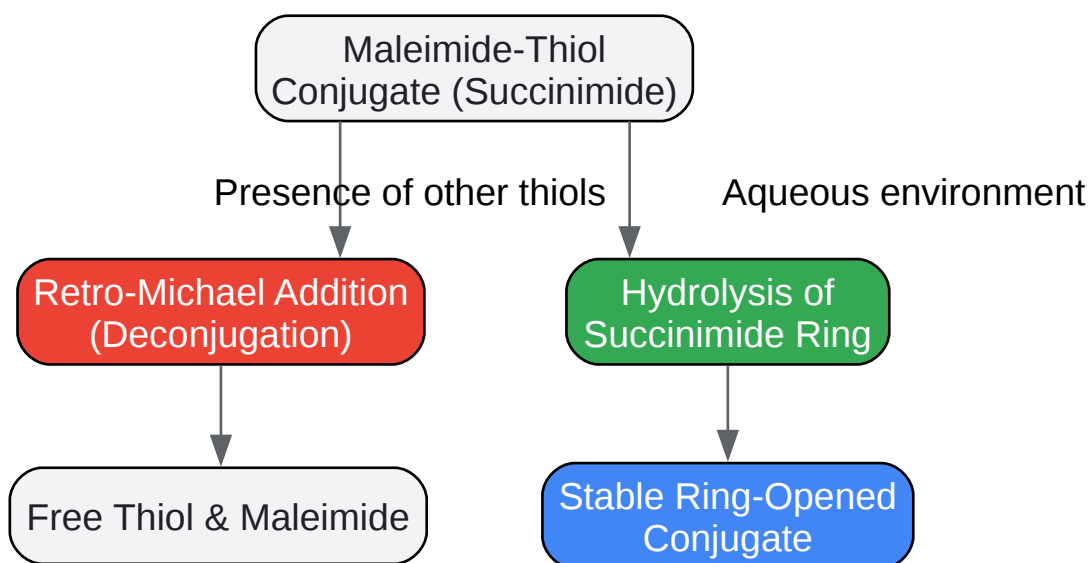 Maleimide-Thiol
Conjugate (Succinimide)
Presence of other thiols
Aqueous environment
Retro-Michael Addition
(Deconjugation)
Hydrolysis of
Succinimide Ring
Free Thiol & Maleimide
Stable Ring-Opened
Conjugate